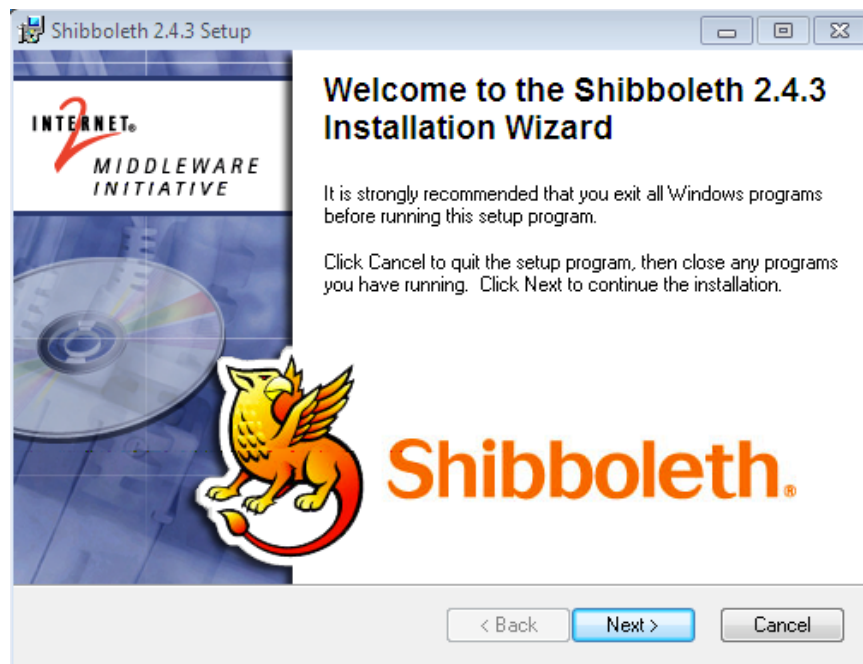 Shibboleth 2.4.3 Setup
INTERNET®
2
MIDDLEWARE
INITIATIVE
Welcome to the Shibboleth 2.4.3
Installation Wizard
It is strongly recommended that you exit all Windows programs
before running this setup program.
Click Cancel to quit the setup program, then close any programs
you have running.  Click Next to continue the installation.
Shibboleth®
< Back
Next >
Cancel